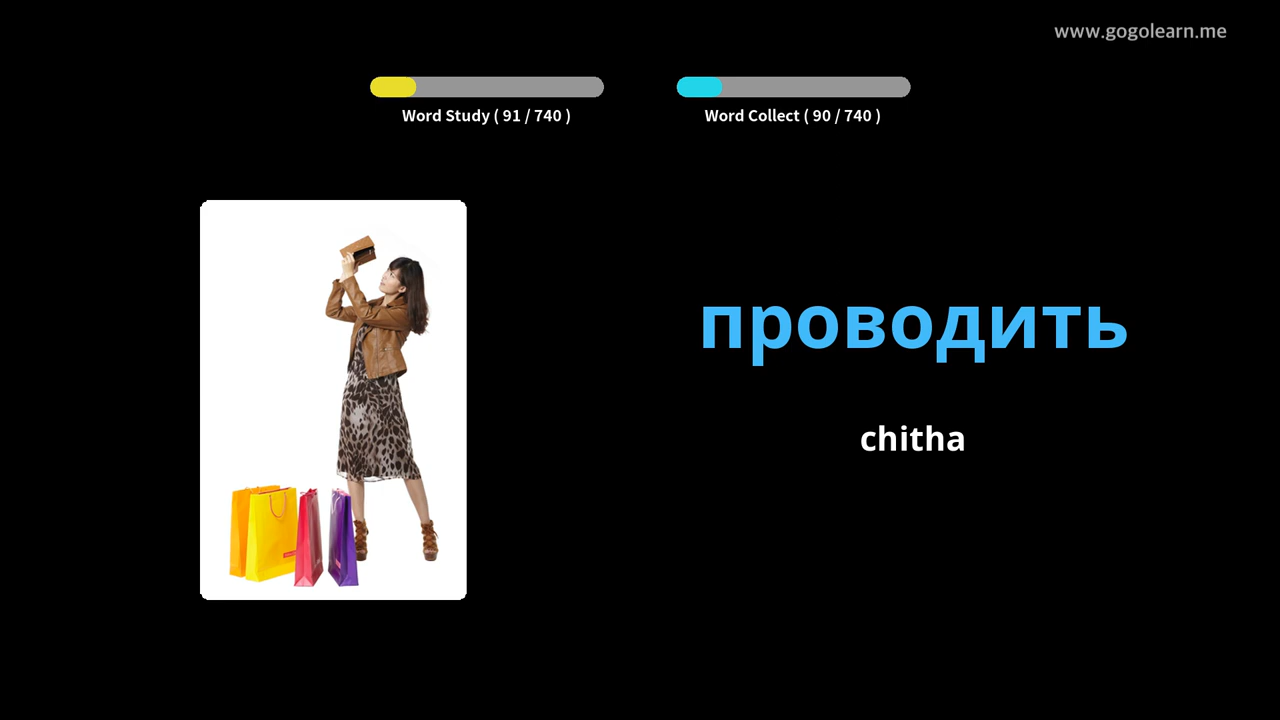 www.gogolearn.me
Word Study ( 91 / 740 )
Word Collect ( 90 / 740 )
проводить
chitha